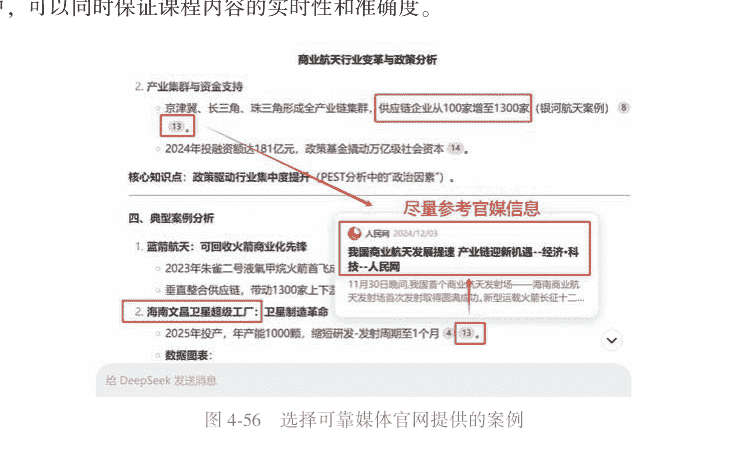 ，可以同时保证课程内容的实时性和准确度。
商业航天行业变革与政策分析
2. 产业集群与资金支持
京津冀、长三角、珠三角形成全产业链集群，供应链企业从100家增至1300家（银河航天案例） 8
13 。
2024年投融资额达181亿元，政策基金撬动万亿级社会资本 14 。
核心知识点：政策驱动行业集中度提升（PEST分析中的“政治因素”）。
尽量参考官媒信息
四、典型案例分析
人民网 2024/12/03
1. 蓝箭航天：可回收火箭商业化先锋
我国商业航天发展提速 产业链迎新机遇--经济·科
技--人民网
2023年朱雀二号液氧甲烷火箭首飞成
11月30日晚间,我国首个商业航天发射场——海南商业航
天发射场首次发射取得圆满成功。新型运载火箭长征十二...
垂直整合供应链，带动1300家上下游
2. 海南文昌卫星超级工厂：卫星制造革命
2025年投产，年产能1000颗，缩短研发-发射周期至1个月 4 13 。
数据图表：
给 DeepSeek 发送消息
图 4-56 选择可靠媒体官网提供的案例